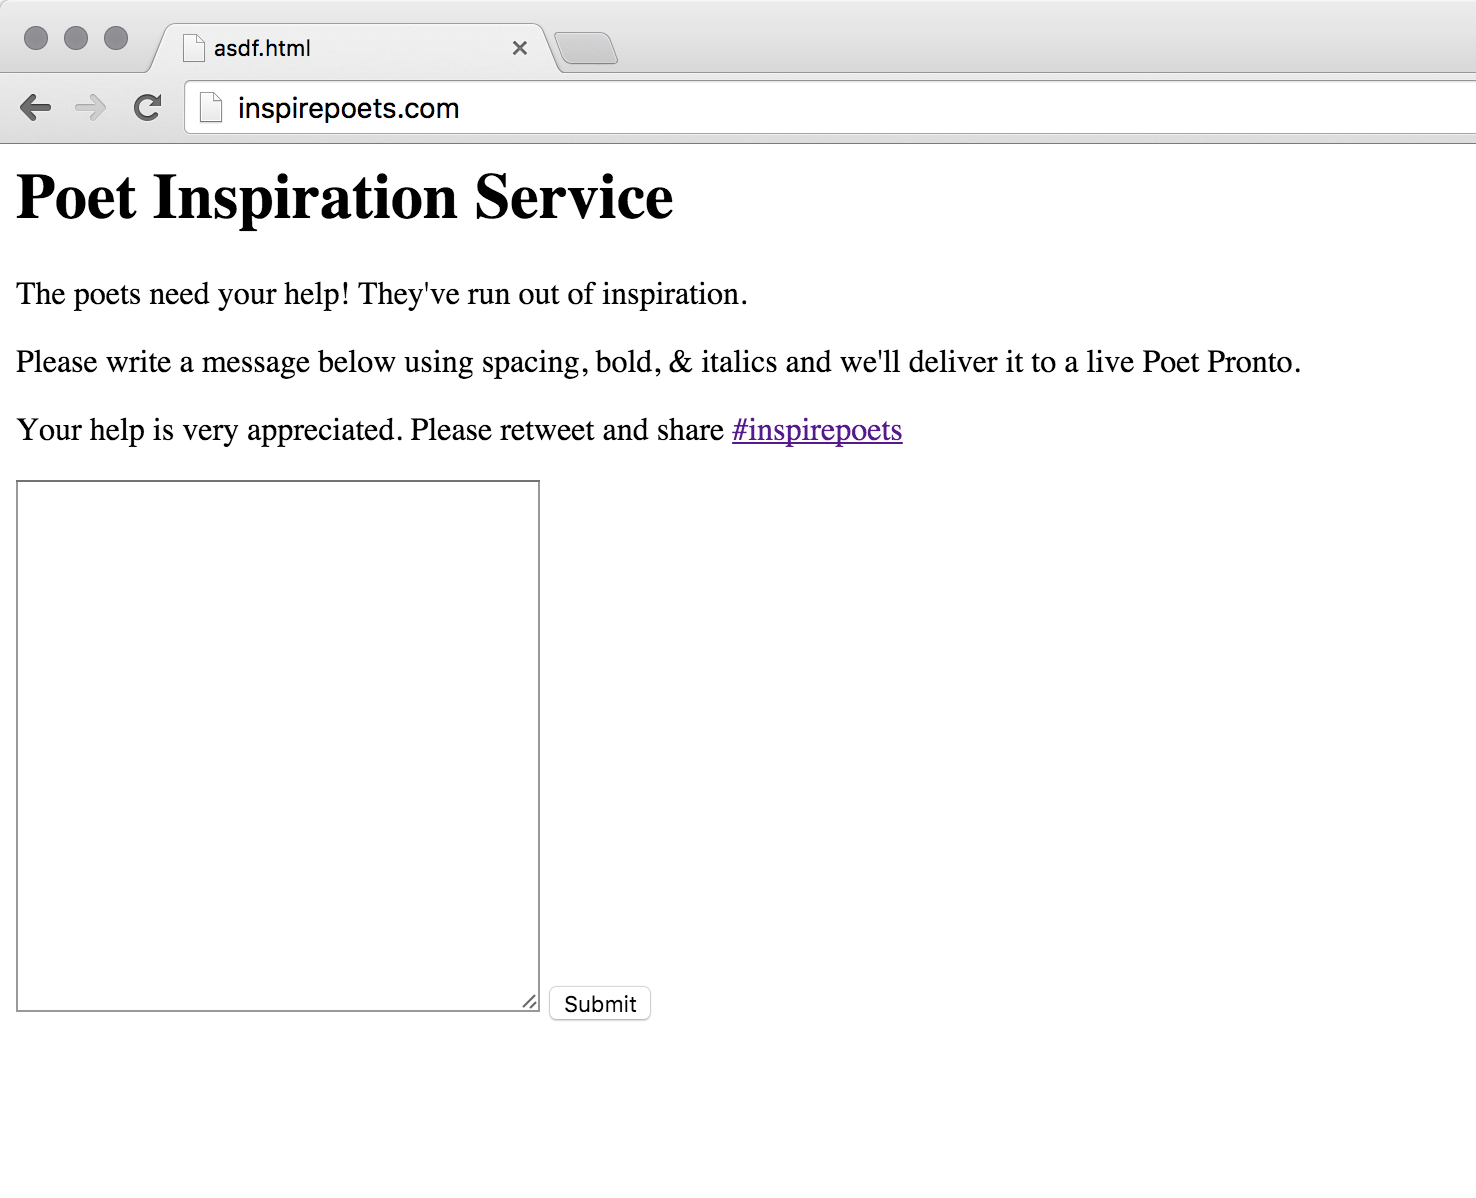 asdf.html
inspirepoets.com
Poet Inspiration Service
The poets need your help! They've run out of inspiration.
Please write a message below using spacing, bold, & italics and we'll deliver it to a live Poet Pronto.
Your help is very appreciated. Please retweet and share #inspirepoets
Submit